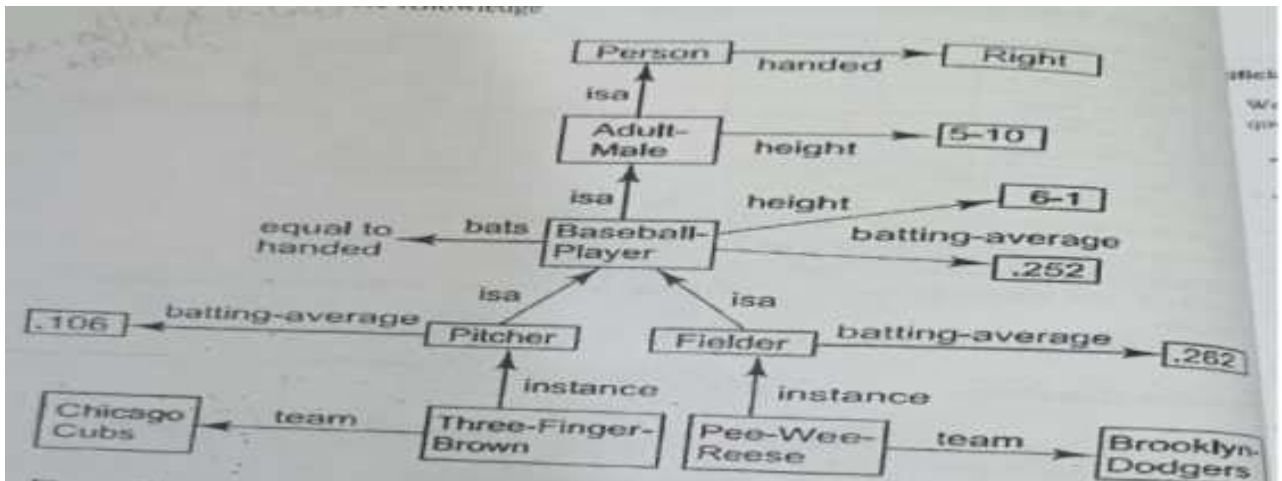 knowledge
Person
handed
Right
isa
Adult-
Male
height
5-10
isa
height
6-1
equal to
handed
bats
Baseball-
Player
batting-average
.252
isa
isa
.106
batting-average
Pitcher
Fielder
batting-average
.262
instance
instance
Chicago
Cubs
team
Three-Finger-
Brown
Pee-Wee-
Reese
team
Brooklyn-
Dodgers